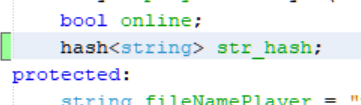 bool online;
hash<string> str_hash;
protected:
string fileNamePlayer = "